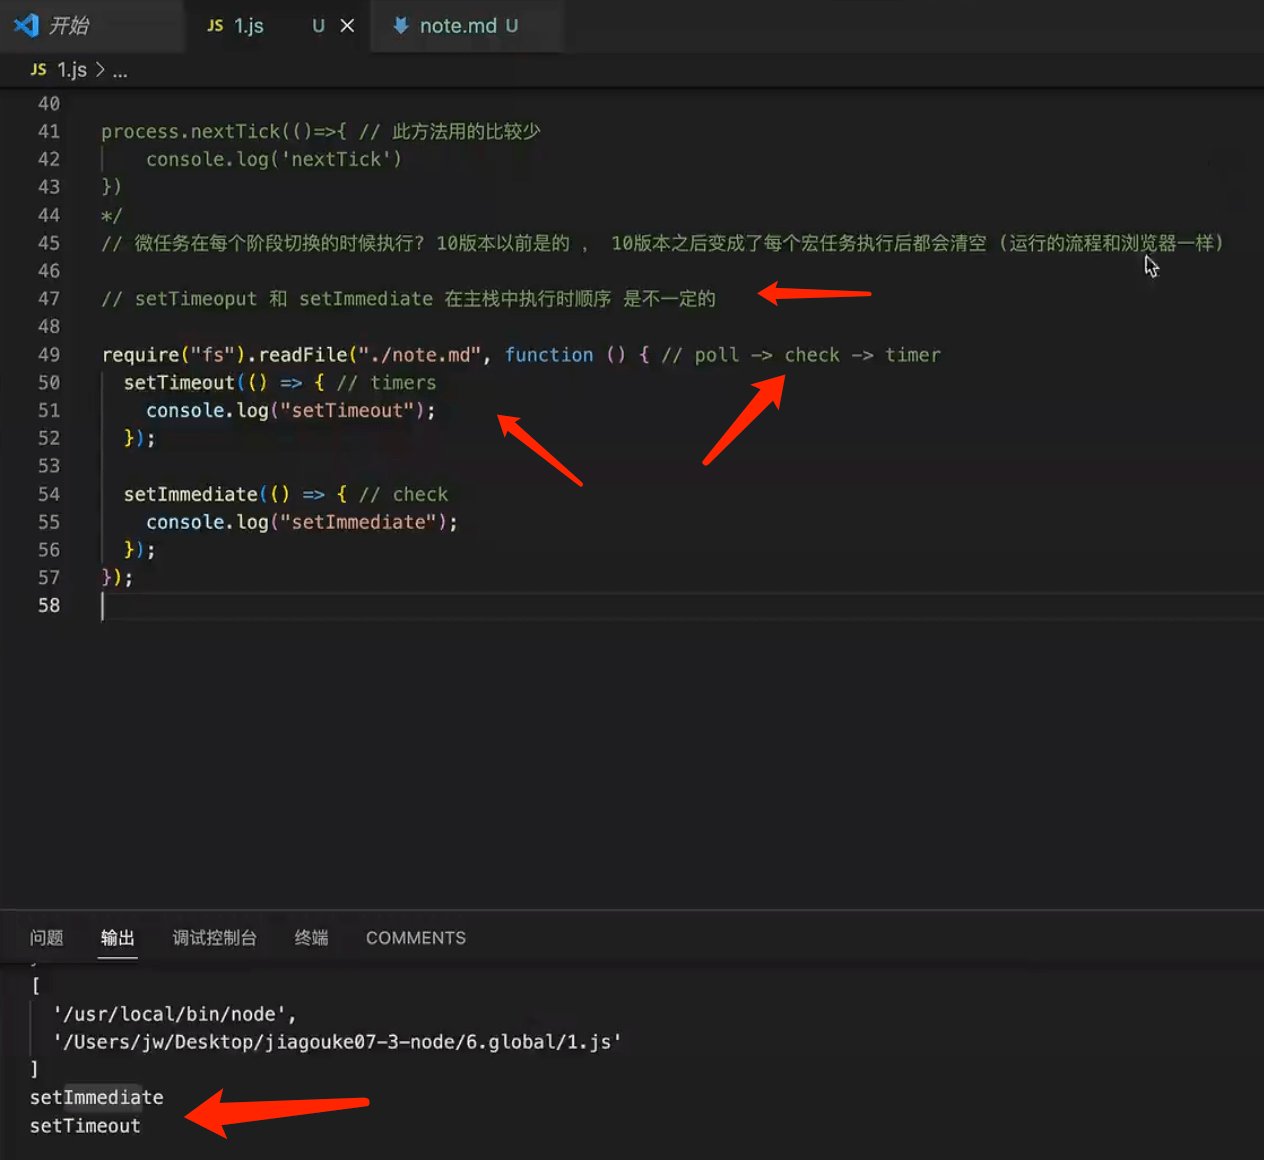 开始 JS 1.js U × note.md U
JS 1.js > ...
40
41 process.nextTick(()=>{ // 此方法用的比较少
42 console.log('nextTick')
43 })
44 */
45 // 微任务在每个阶段切换的时候执行? 10版本以前是的 , 10版本之后变成了每个宏任务执行后都会清空 (运行的流程和浏览器一样)
46
47 // setTimeoput 和 setImmediate 在主栈中执行时顺序 是不一定的
48
49 require("fs").readFile("./note.md", function () { // poll -> check -> timer
50 setTimeout(() => { // timers
51 console.log("setTimeout");
52 });
53
54 setImmediate(() => { // check
55 console.log("setImmediate");
56 });
57 });
58
问题 输出 调试控制台 终端 COMMENTS
[
'/usr/local/bin/node',
'/Users/jw/Desktop/jiagouke07-3-node/6.global/1.js'
]
setImmediate
setTimeout